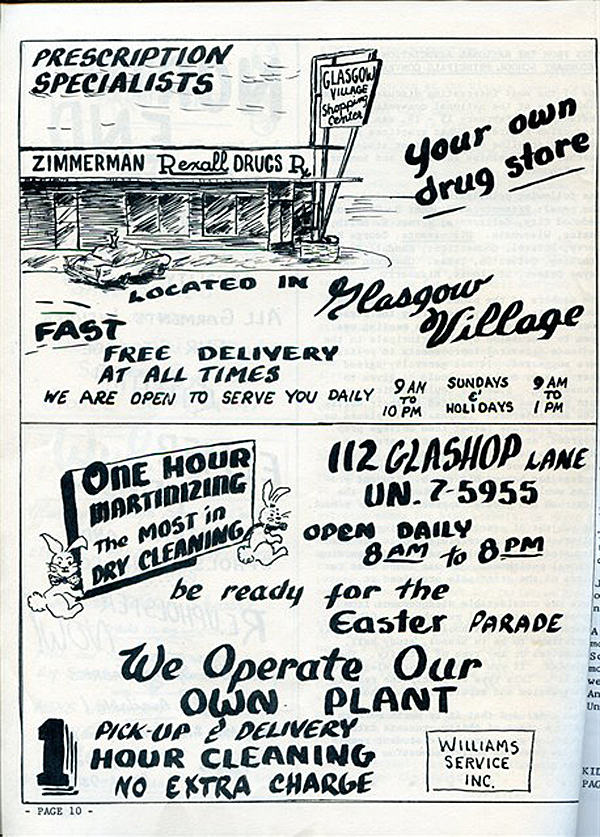 PRESCRIPTION
SPECIALISTS
GLASGOW
VILLAGE
Shopping
Center
your own
drug store
ZIMMERMAN Rexall DRUGS Rx
LOCATED IN Glasgow
Village
FAST
FREE DELIVERY
AT ALL TIMES
WE ARE OPEN TO SERVE YOU DAILY 9 AM TO 10 PM SUNDAYS & HOLIDAYS 9 AM TO 1 PM
ONE HOUR
MARTINIZING
The MOST in
DRY CLEANING
112 GLASHOP LANE
UN. 7-5955
OPEN DAILY
8 AM to 8 PM
be ready for the
Easter PARADE
We Operate Our
OWN PLANT
1 PICK-UP & DELIVERY
HOUR CLEANING
NO EXTRA CHARGE
WILLIAMS
SERVICE
INC.
- PAGE 10 -